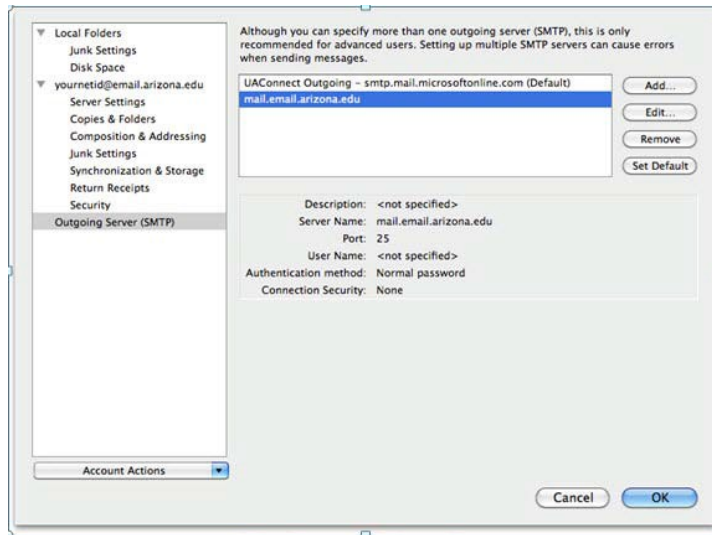 Local Folders
Junk Settings
Disk Space
yournetid@email.arizona.edu
Server Settings
Copies & Folders
Composition & Addressing
Junk Settings
Synchronization & Storage
Return Receipts
Security
Outgoing Server (SMTP)
Account Actions
Although you can specify more than one outgoing server (SMTP), this is only
recommended for advanced users. Setting up multiple SMTP servers can cause errors
when sending messages.
UAConnect Outgoing – smtp.mail.microsoftonline.com (Default)
mail.email.arizona.edu
Add...
Edit...
Remove
Set Default
Description: <not specified>
Server Name: mail.email.arizona.edu
Port: 25
User Name: <not specified>
Authentication method: Normal password
Connection Security: None
Cancel
OK